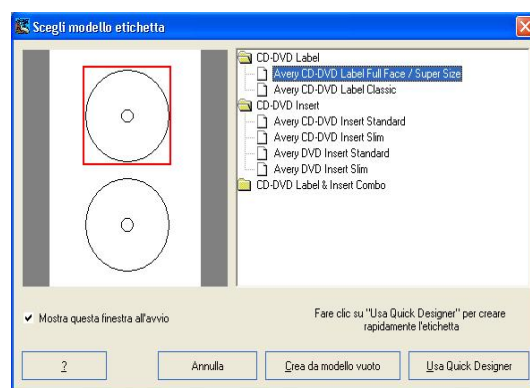 Scegli modello etichetta
CD-DVD Label
Avery CD-DVD Label Full Face / Super Size
Avery CD-DVD Label Classic
CD-DVD Insert
Avery CD-DVD Insert Standard
Avery CD-DVD Insert Slim
Avery DVD Insert Standard
Avery DVD Insert Slim
CD-DVD Label & Insert Combo
Mostra questa finestra all'avvio
Fare clic su "Usa Quick Designer" per creare
rapidamente l'etichetta
?
Annulla
Crea da modello vuoto
Usa Quick Designer